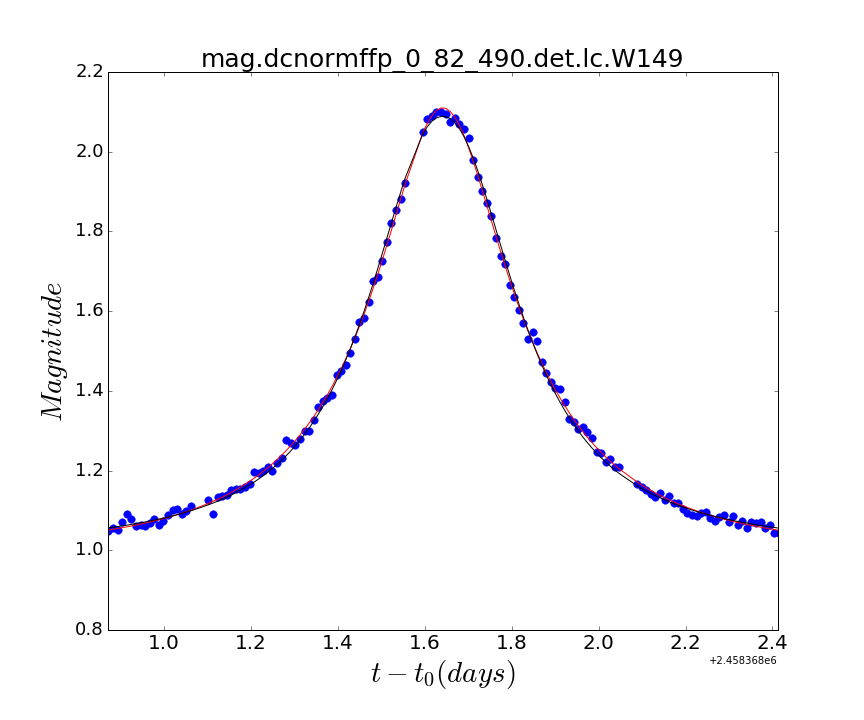 mag.dcnormffp_0_82_490.det.lc.W149
2.2
2.0
1.8
1.6
1.4
1.2
1.0
0.8
Magnitude
1.0 1.2 1.4 1.6 1.8 2.0 2.2 2.4
+2.458368e6
t − t₀(days)